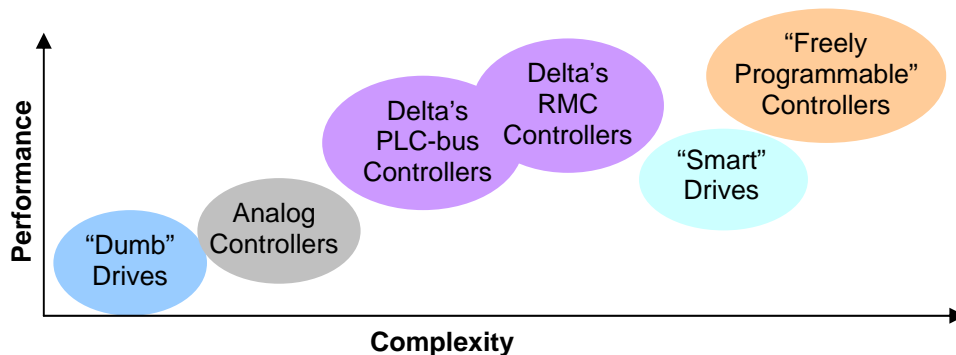 “Freely
Programmable”
Controllers
Delta’s
RMC
Controllers
Delta’s
PLC-bus
Controllers
“Smart”
Drives
Analog
Controllers
“Dumb”
Drives
Performance
Complexity